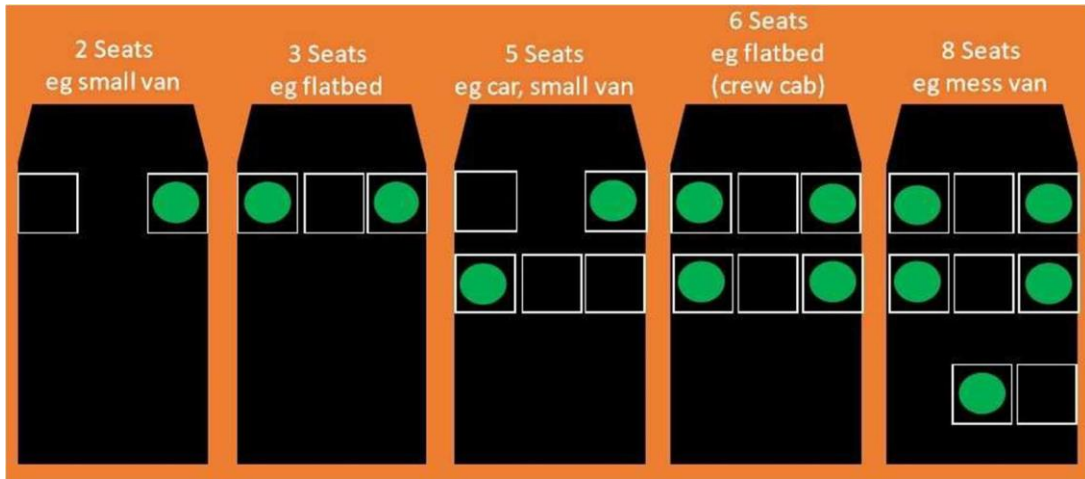 2 Seats
eg small van
3 Seats
eg flatbed
5 Seats
eg car, small van
6 Seats
eg flatbed
(crew cab)
8 Seats
eg mess van